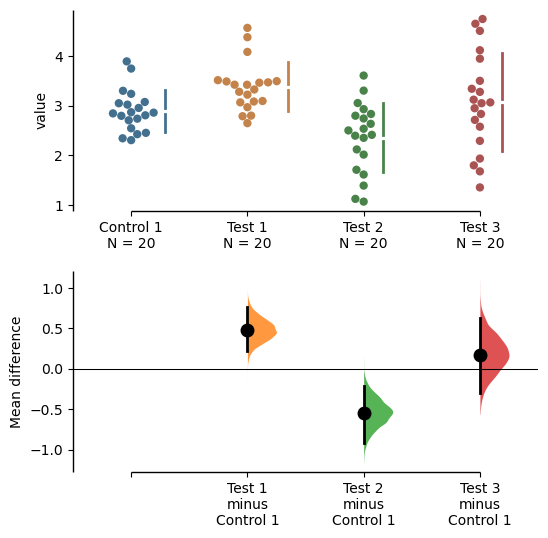 value
4
3
2
1
Control 1
N = 20
Test 1
N = 20
Test 2
N = 20
Test 3
N = 20
Mean difference
1.0
0.5
0.0
−0.5
−1.0
Test 1
minus
Control 1
Test 2
minus
Control 1
Test 3
minus
Control 1